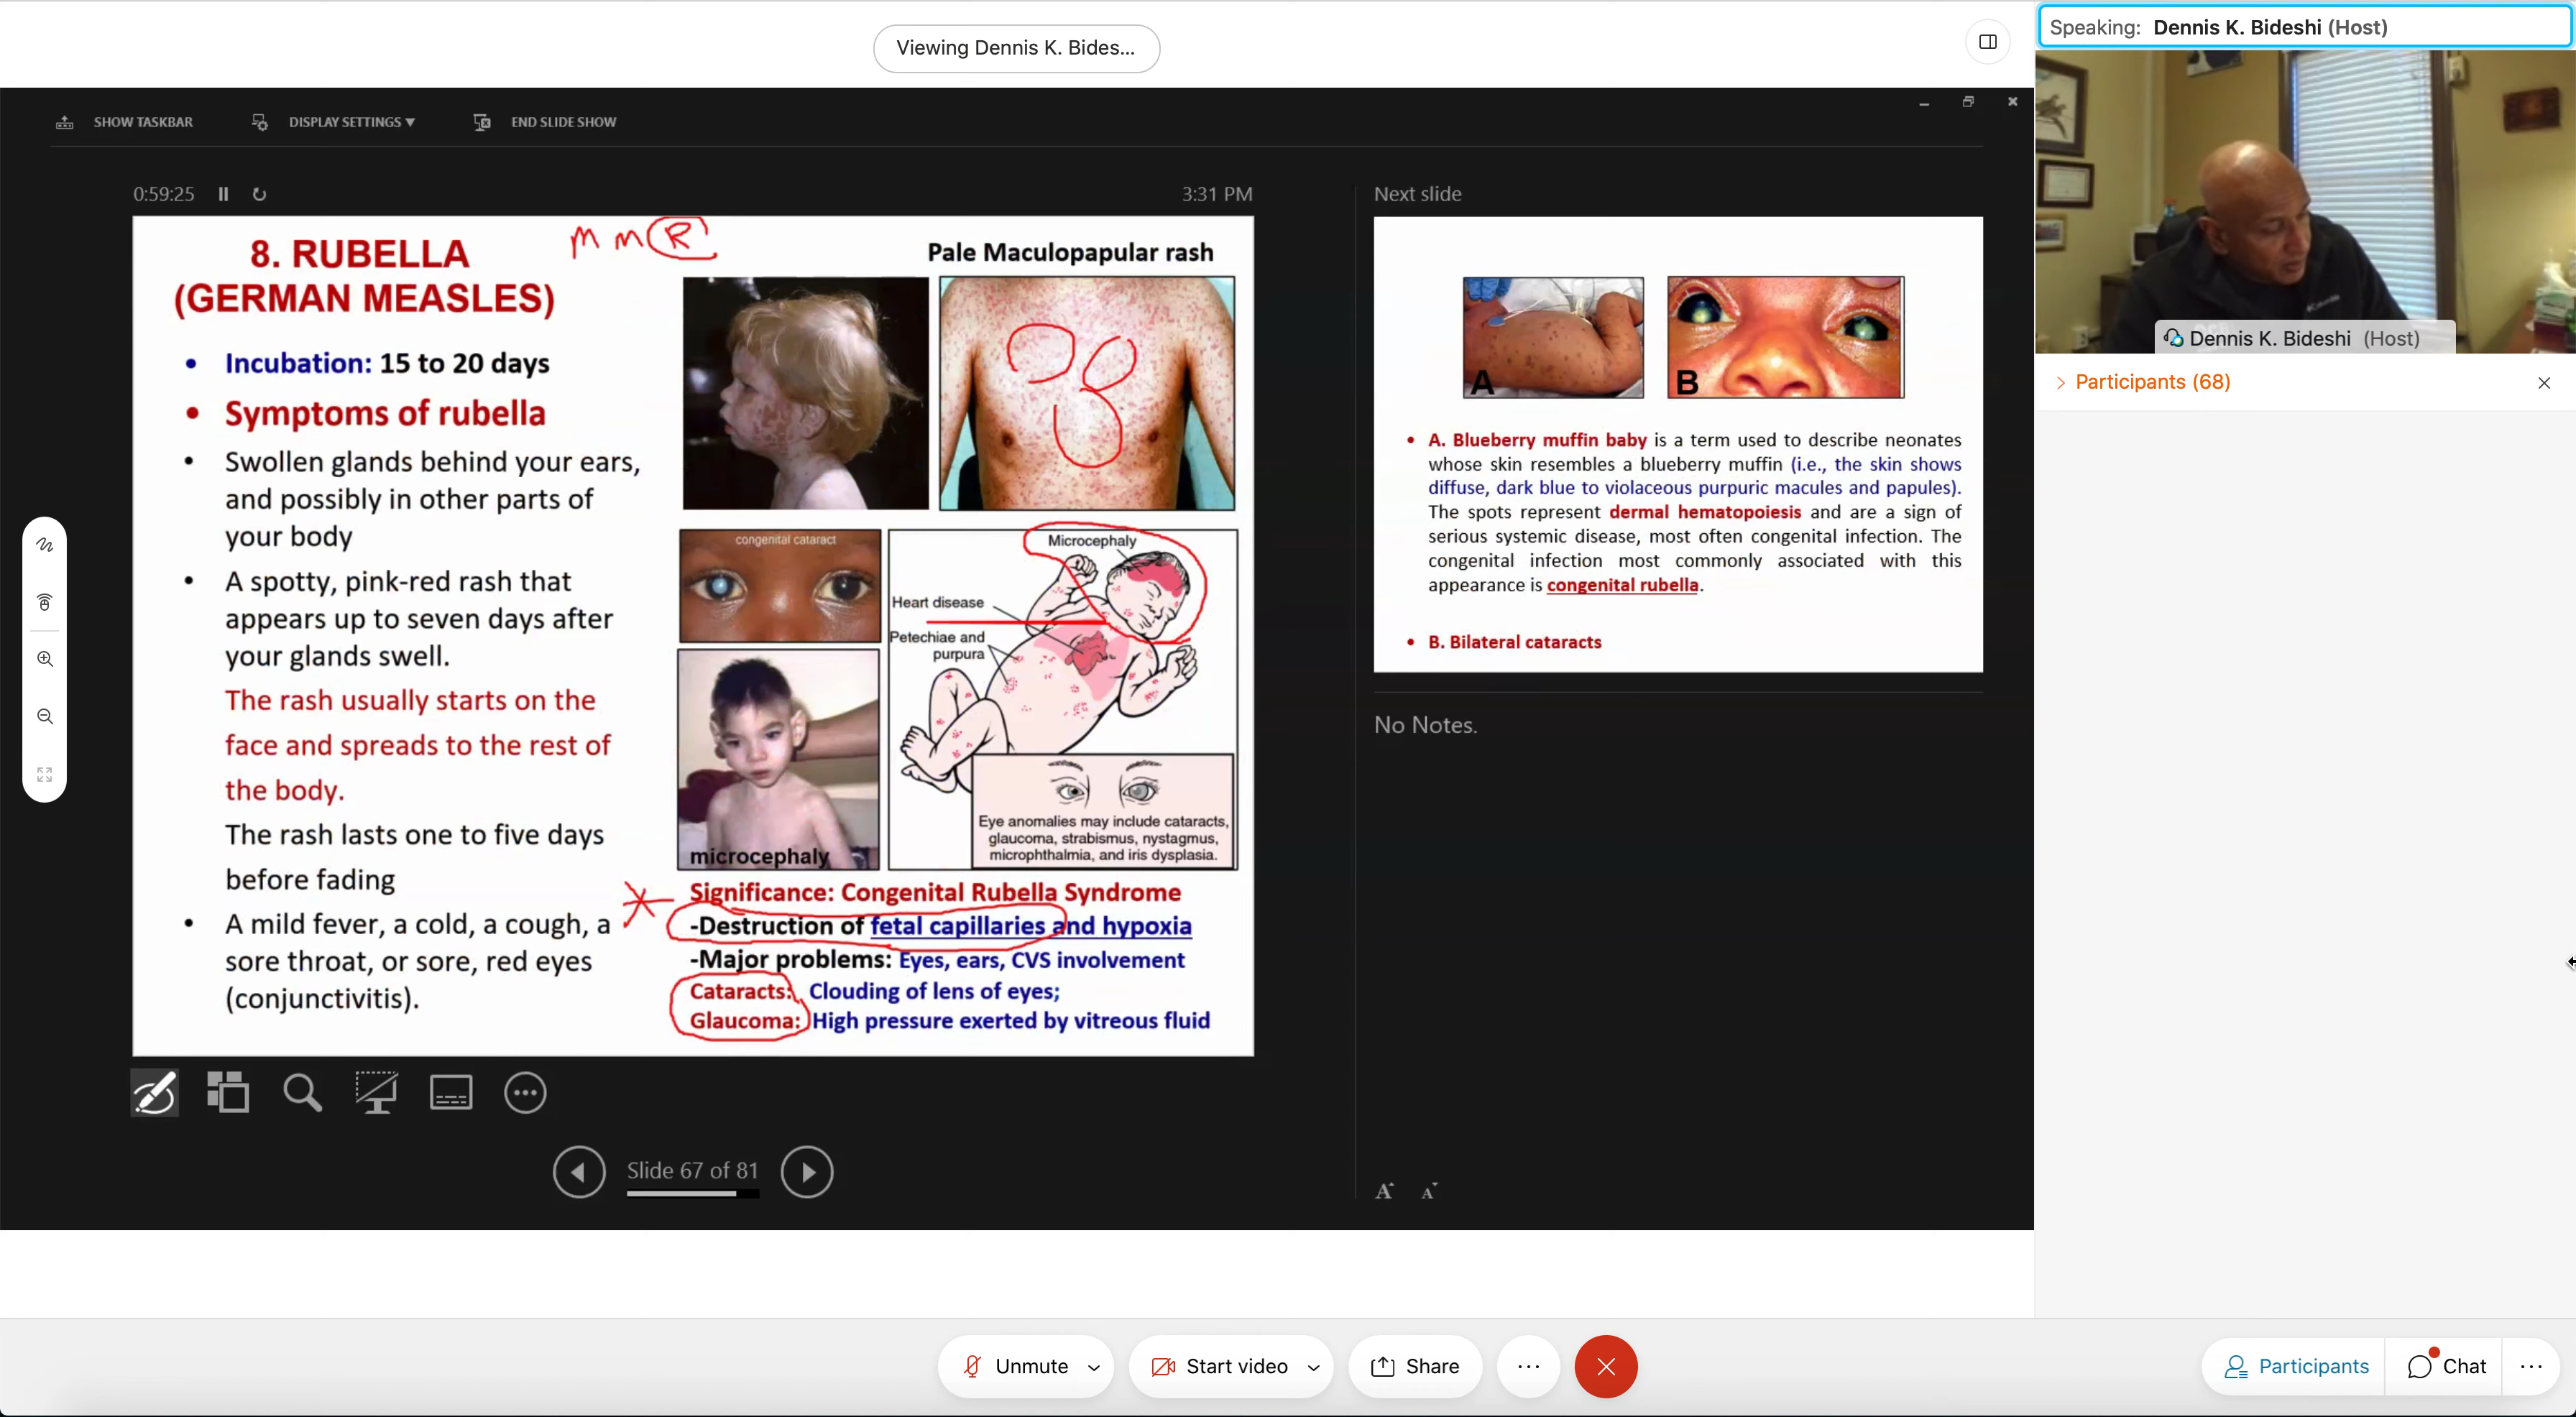 Viewing Dennis K. Bides...
Speaking: Dennis K. Bideshi (Host)
SHOW TASKBAR
DISPLAY SETTINGS ▼
END SLIDE SHOW
0:59:25
3:31 PM
Next slide
M M R
8. RUBELLA
(GERMAN MEASLES)
• Incubation: 15 to 20 days
• Symptoms of rubella
• Swollen glands behind your ears,
and possibly in other parts of
your body
• A spotty, pink-red rash that
appears up to seven days after
your glands swell.
The rash usually starts on the
face and spreads to the rest of
the body.
The rash lasts one to five days
before fading
• A mild fever, a cold, a cough, a
sore throat, or sore, red eyes
(conjunctivitis).
Pale Maculopapular rash
congenital cataract
Microcephaly
Heart disease
Petechiae and
purpura
microcephaly
Eye anomalies may include cataracts,
glaucoma, strabismus, nystagmus,
microphthalmia, and iris dysplasia.
Significance: Congenital Rubella Syndrome
-Destruction of fetal capillaries and hypoxia
-Major problems: Eyes, ears, CVS involvement
Cataracts: Clouding of lens of eyes;
Glaucoma: High pressure exerted by vitreous fluid
A
B
• A. Blueberry muffin baby is a term used to describe neonates
whose skin resembles a blueberry muffin (i.e., the skin shows
diffuse, dark blue to violaceous purpuric macules and papules).
The spots represent dermal hematopoiesis and are a sign of
serious systemic disease, most often congenital infection. The
congenital infection most commonly associated with this
appearance is congenital rubella.
• B. Bilateral cataracts
No Notes.
Slide 67 of 81
A A
Dennis K. Bideshi (Host)
Participants (68)
Unmute
Start video
Share
Participants
Chat